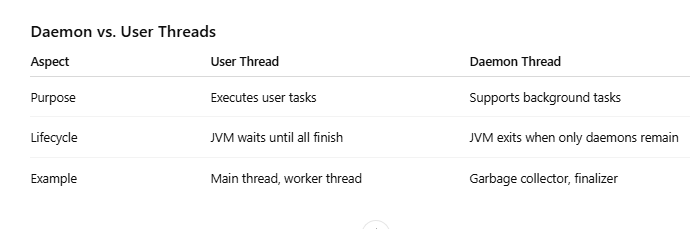 Daemon vs. User Threads
Aspect User Thread Daemon Thread
Purpose Executes user tasks Supports background tasks
Lifecycle JVM waits until all finish JVM exits when only daemons remain
Example Main thread, worker thread Garbage collector, finalizer